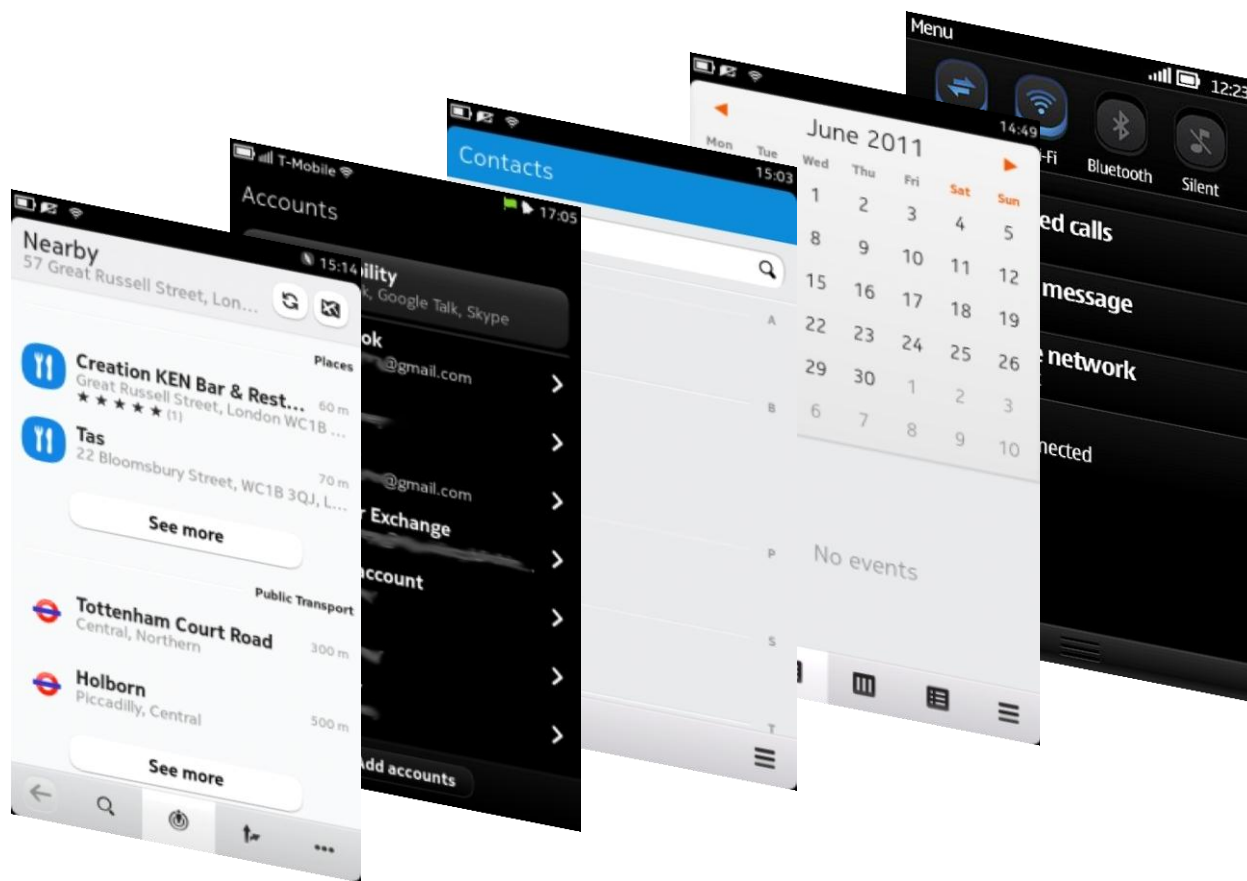 15:14
Nearby
57 Great Russell Street, Lon...
Places
Creation KEN Bar & Rest...
60 m
Great Russell Street, London WC1B ...
(1)
Tas
70 m
22 Bloomsbury Street, WC1B 3QJ, L...
See more
Public Transport
Tottenham Court Road
Central, Northern
300 m
Holborn
Piccadilly, Central
500 m
See more
T-Mobile
17:05
Accounts
ility
k, Google Talk, Skype
ok
@gmail.com
@gmail.com
r Exchange
account
Add accounts
15:03
Contacts
A
B
P
S
T
14:49
June 2011
Mon Tue Wed Thu Fri Sat Sun
1 2 3 4 5
8 9 10 11 12
15 16 17 18 19
22 23 24 25 26
29 30 1 2 3
6 7 8 9 10
No events
Menu
12:23
-Fi Bluetooth Silent
ed calls
message
e network
nected